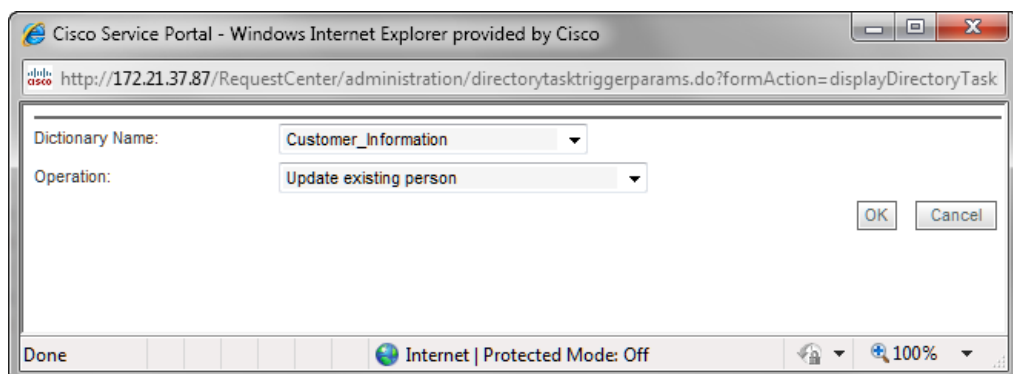 Cisco Service Portal - Windows Internet Explorer provided by Cisco
cisco http://172.21.37.87/RequestCenter/administration/directorytasktriggerparams.do?formAction=displayDirectoryTask
Dictionary Name: Customer_Information
Operation: Update existing person
OK Cancel
Done Internet | Protected Mode: Off 100%